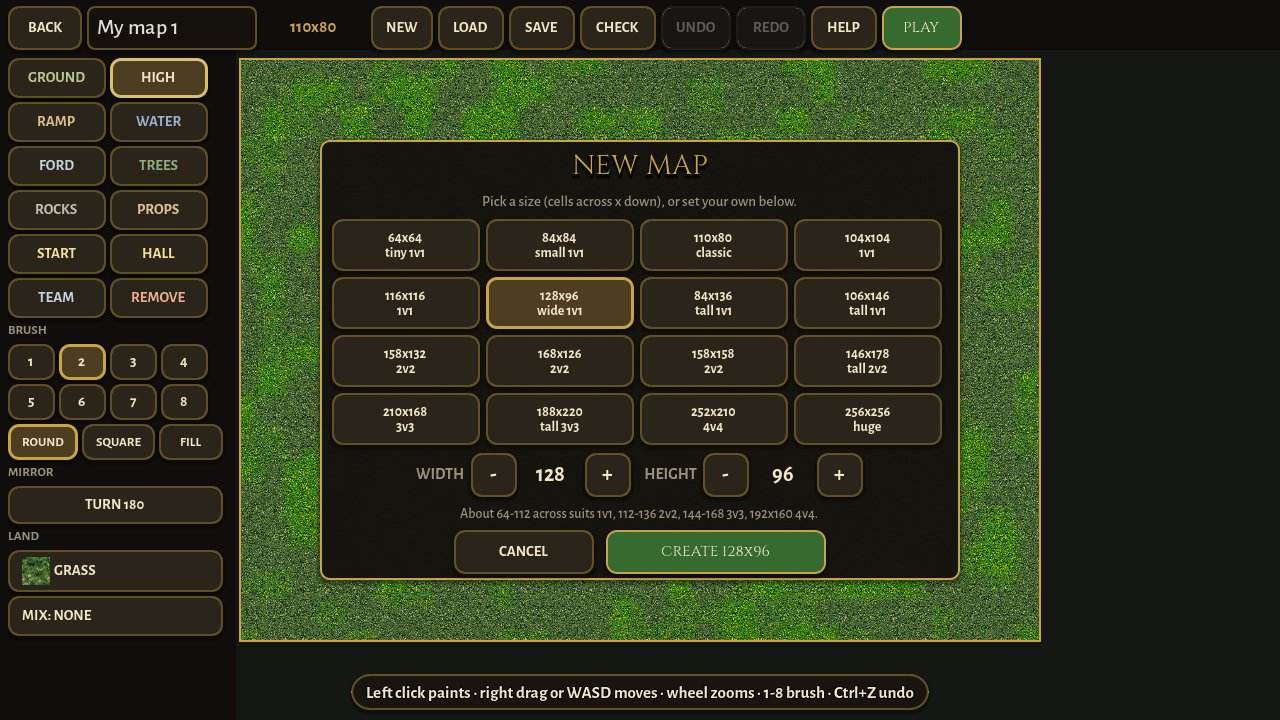 BACK
My map 1
110x80
NEW
LOAD
SAVE
CHECK
UNDO
REDO
HELP
PLAY
GROUND
HIGH
RAMP
WATER
FORD
TREES
ROCKS
PROPS
START
HALL
TEAM
REMOVE
BRUSH
1
2
3
4
5
6
7
8
ROUND
SQUARE
FILL
MIRROR
TURN 180
LAND
GRASS
MIX: NONE
NEW MAP
Pick a size (cells across x down), or set your own below.
64x64
tiny 1v1
84x84
small 1v1
110x80
classic
104x104
1v1
116x116
1v1
128x96
wide 1v1
84x136
tall 1v1
106x146
tall 1v1
158x132
2v2
168x126
2v2
158x158
2v2
146x178
tall 2v2
210x168
3v3
188x220
tall 3v3
252x210
4v4
256x256
huge
WIDTH
-
128
+
HEIGHT
-
96
+
About 64-112 across suits 1v1, 112-136 2v2, 144-168 3v3, 192x160 4v4.
CANCEL
CREATE 128X96
Left click paints · right drag or WASD moves · wheel zooms · 1-8 brush · Ctrl+Z undo